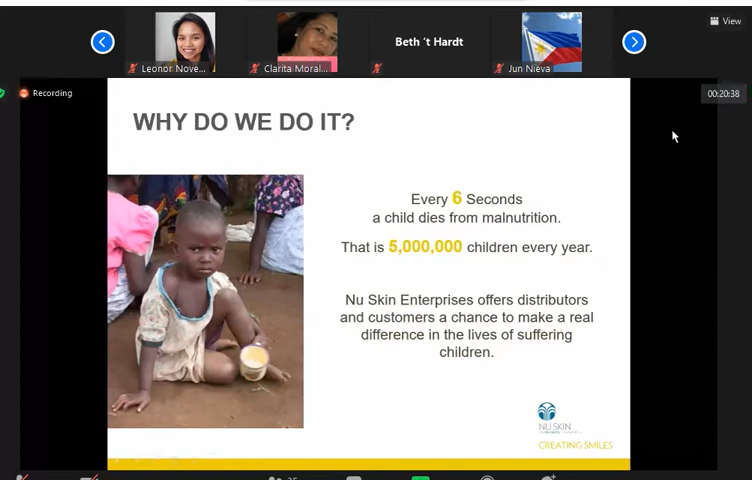 View
Beth 't Hardt
Leonor Nove...
Clarita Moral...
Jun Nieva
Recording
00:20:38
WHY DO WE DO IT?
Every 6 Seconds
a child dies from malnutrition.
That is 5,000,000 children every year.
Nu Skin Enterprises offers distributors
and customers a chance to make a real
difference in the lives of suffering
children.
NU SKIN
CREATING SMILES